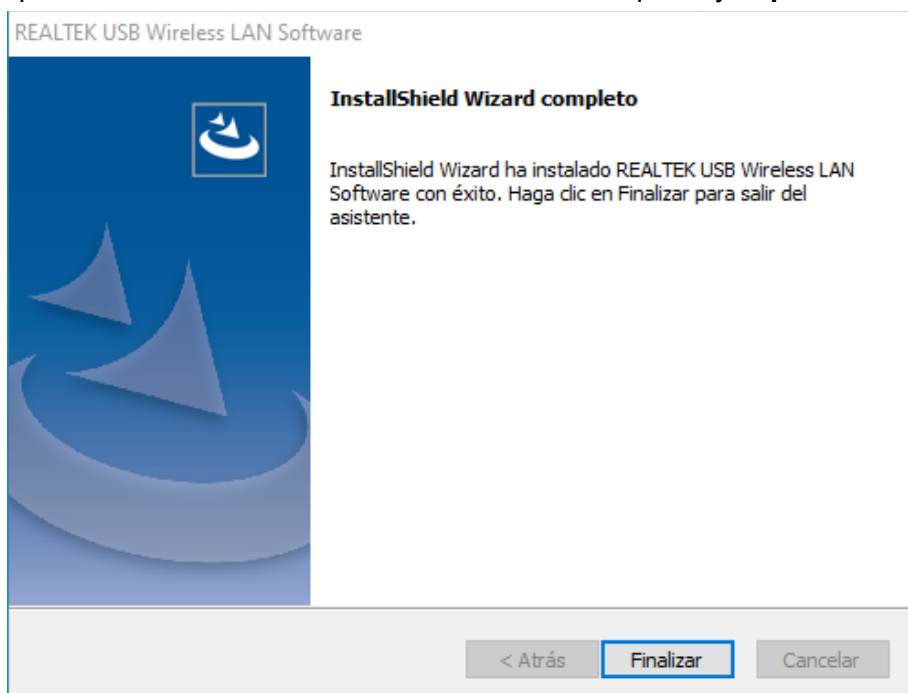 REALTEK USB Wireless LAN Software
InstallShield Wizard completo
InstallShield Wizard ha instalado REALTEK USB Wireless LAN
Software con éxito. Haga clic en Finalizar para salir del
asistente.
< Atrás
Finalizar
Cancelar